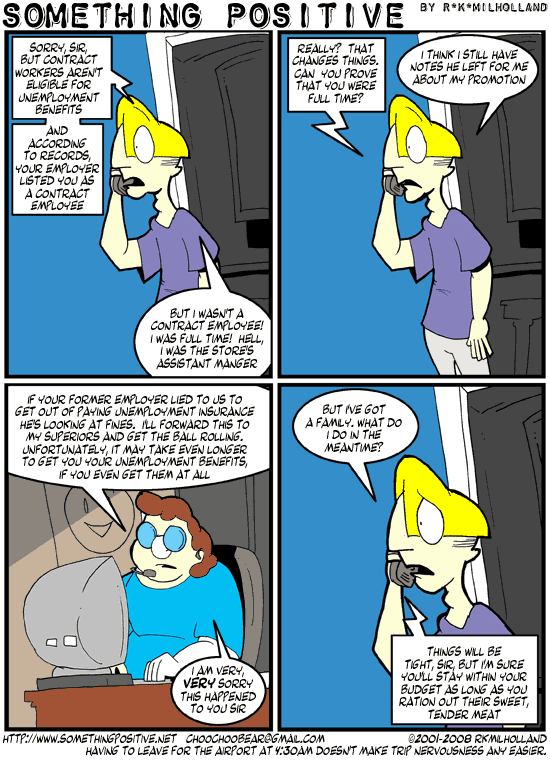 SOMETHING POSITIVE BY R*K*MILHOLLAND
SORRY, SIR,
BUT CONTRACT
WORKERS AREN'T
ELIGIBLE FOR
UNEMPLOYMENT
BENEFITS
AND
ACCORDING
TO RECORDS,
YOUR EMPLOYER
LISTED YOU AS
A CONTRACT
EMPLOYEE
BUT I WASN'T A
CONTRACT EMPLOYEE!
I WAS FULL TIME! HELL,
I WAS THE STORE'S
ASSISTANT MANGER
REALLY? THAT
CHANGES THINGS.
CAN YOU PROVE
THAT YOU WERE
FULL TIME?
I THINK I STILL HAVE
NOTES HE LEFT FOR ME
ABOUT MY PROMOTION
IF YOUR FORMER EMPLOYER LIED TO US TO
GET OUT OF PAYING UNEMPLOYMENT INSURANCE
HE'S LOOKING AT FINES. I'LL FORWARD THIS TO
MY SUPERIORS AND GET THE BALL ROLLING.
UNFORTUNATELY, IT MAY TAKE EVEN LONGER
TO GET YOU YOUR UNEMPLOYMENT BENEFITS,
IF YOU EVEN GET THEM AT ALL
I AM VERY,
VERY SORRY
THIS HAPPENED
TO YOU SIR
BUT I'VE GOT
A FAMILY. WHAT DO
I DO IN THE
MEANTIME?
THINGS WILL BE
TIGHT, SIR, BUT I'M SURE
YOU'LL STAY WITHIN YOUR
BUDGET AS LONG AS YOU
RATION OUT THEIR SWEET,
TENDER MEAT
HTTP://WWW.SOMETHINGPOSITIVE.NET CHOOCHOOBEAR@GMAIL.COM ©2001-2008 RKMILHOLLAND
HAVING TO LEAVE FOR THE AIRPORT AT 4:30AM DOESN'T MAKE TRIP NERVOUSNESS ANY EASIER.